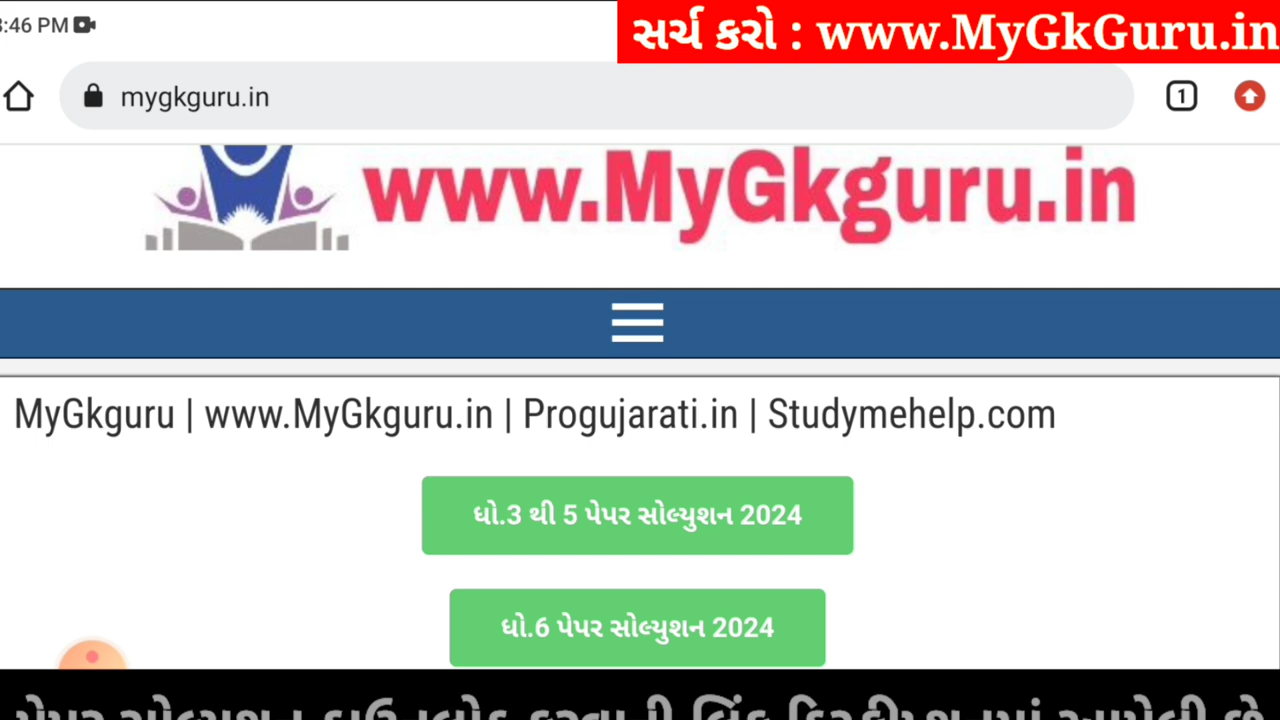 :46 PM
સર્ચ કરો : www.MyGkGuru.in
mygkguru.in
1
www.MyGkguru.in
MyGkguru | www.MyGkguru.in | Progujarati.in | Studymehelp.com
ધો.3 થી 5 પેપર સોલ્યુશન 2024
ધો.6 પેપર સોલ્યુશન 2024